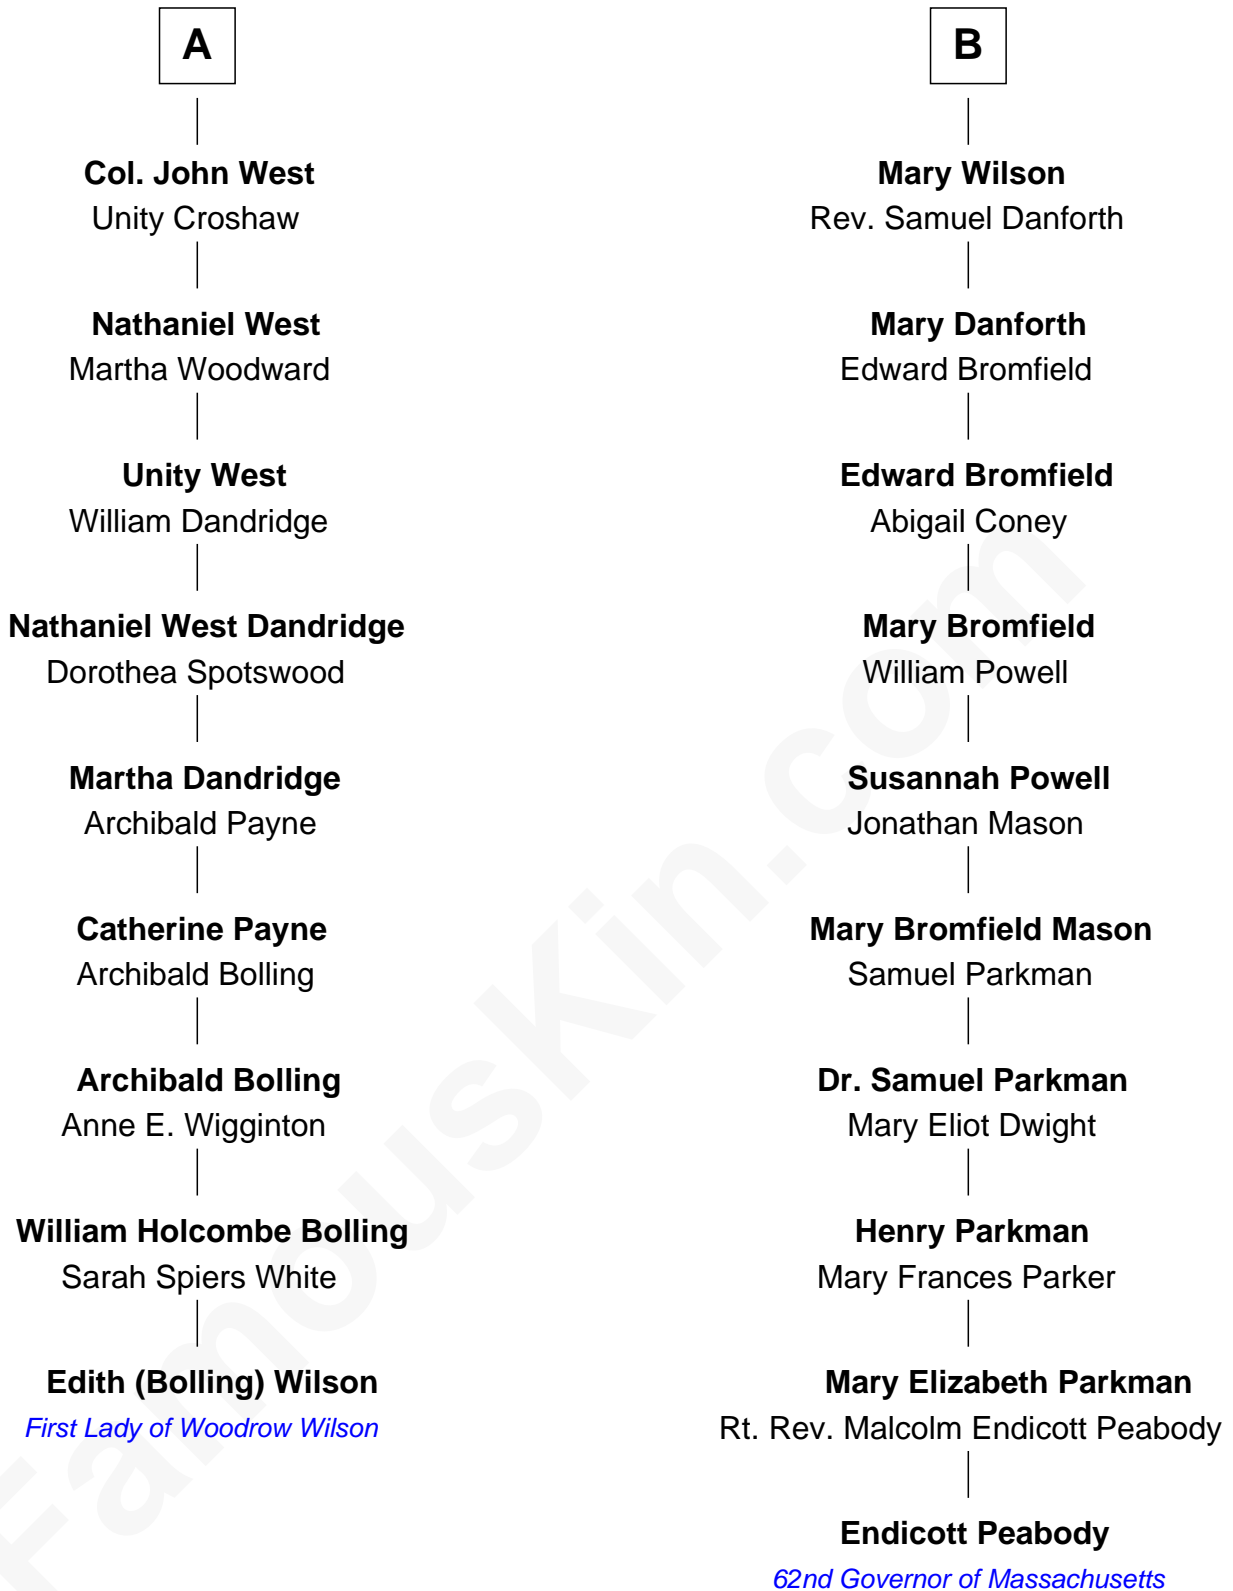 A
Col. John West
Unity Croshaw
Nathaniel West
Martha Woodward
Unity West
William Dandridge
Nathaniel West Dandridge
Dorothea Spotswood
Martha Dandridge
Archibald Payne
Catherine Payne
Archibald Bolling
Archibald Bolling
Anne E. Wigginton
William Holcombe Bolling
Sarah Spiers White
Edith (Bolling) Wilson
First Lady of Woodrow Wilson
B
Mary Wilson
Rev. Samuel Danforth
Mary Danforth
Edward Bromfield
Edward Bromfield
Abigail Coney
Mary Bromfield
William Powell
Susannah Powell
Jonathan Mason
Mary Bromfield Mason
Samuel Parkman
Dr. Samuel Parkman
Mary Eliot Dwight
Henry Parkman
Mary Frances Parker
Mary Elizabeth Parkman
Rt. Rev. Malcolm Endicott Peabody
Endicott Peabody
62nd Governor of Massachusetts
FamousKin.com